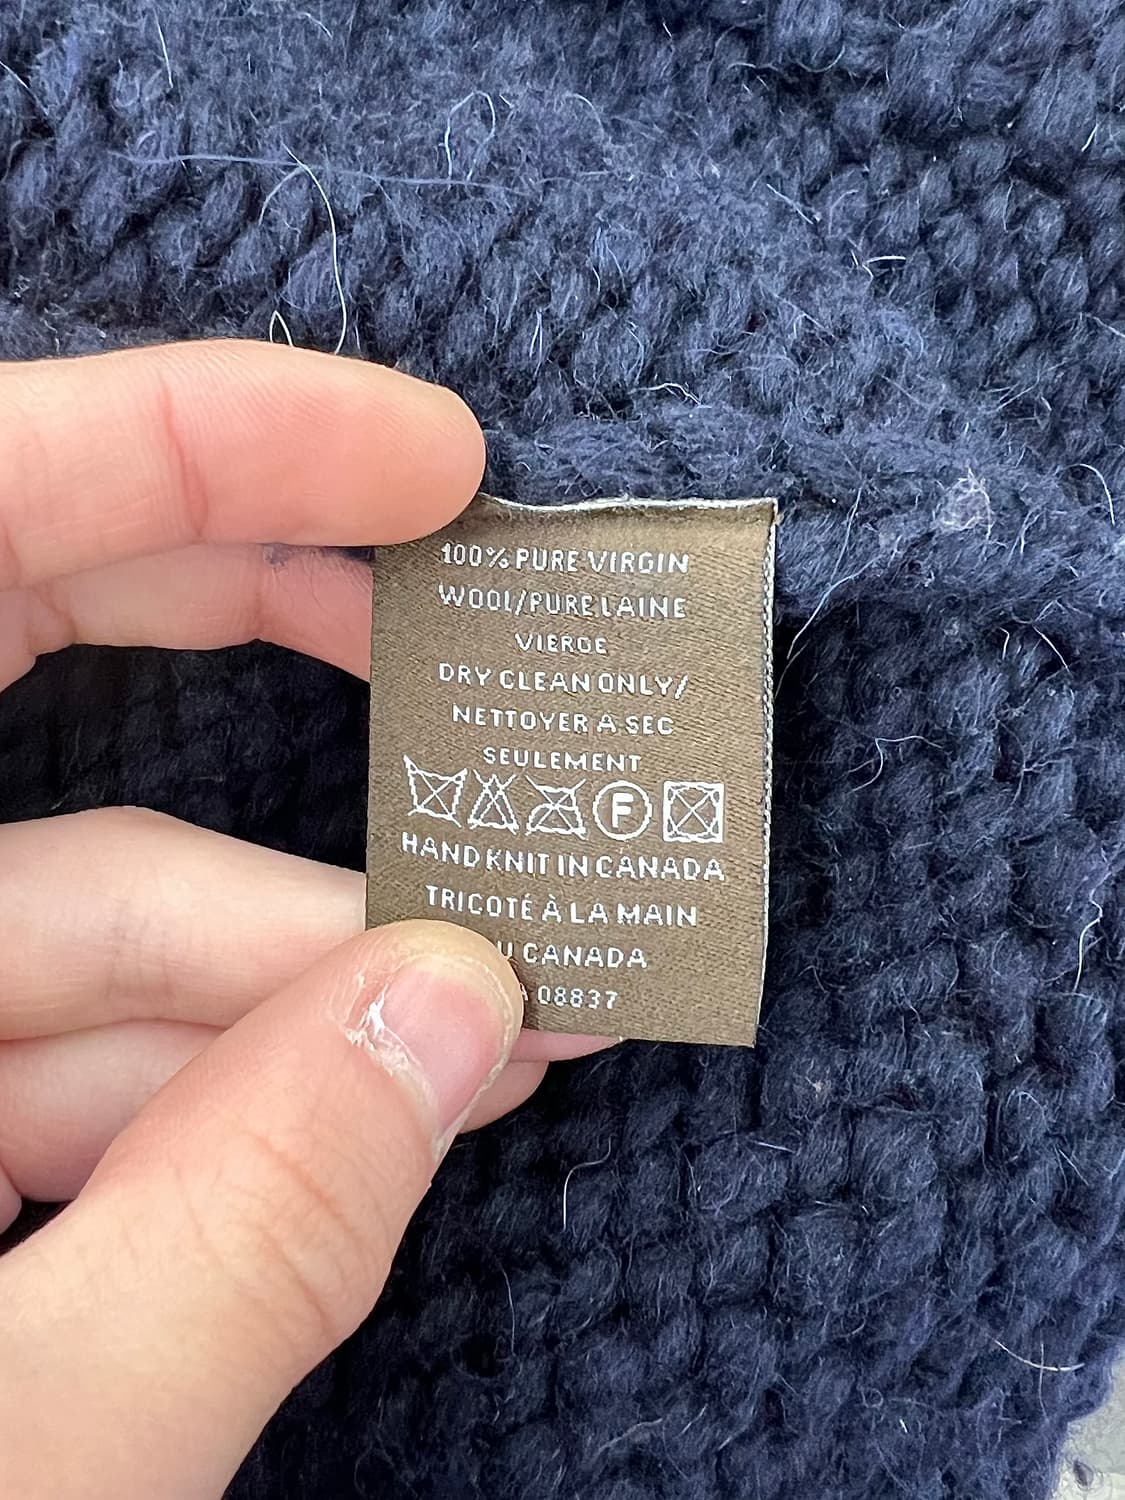 100% PURE VIRGIN
WOOL/PURE LAINE
VIERGE
DRY CLEAN ONLY/
NETTOYER A SEC
SEULEMENT
F
HAND KNIT IN CANADA
TRICOTÉ À LA MAIN
U CANADA
08837